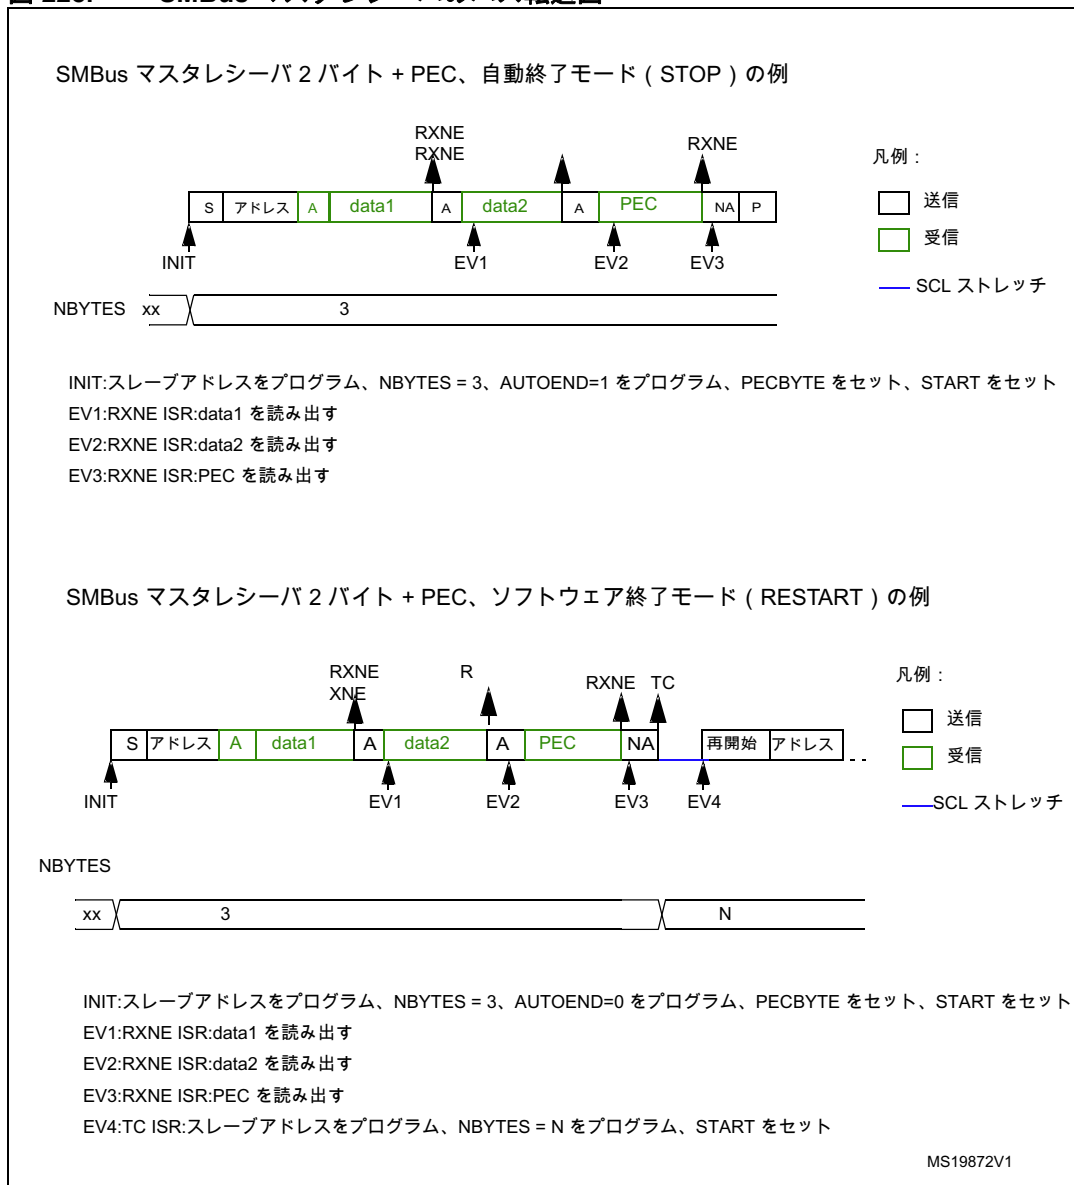 SMBus マスタレシーバ 2 バイト + PEC、自動終了モード ( STOP ) の例
RXNE
RXNE
RXNE
凡例 :
S アドレス A data1 A data2 A PEC NA P
送信
受信
INIT EV1 EV2 EV3
SCL ストレッチ
NBYTES xx 3
INIT:スレーブアドレスをプログラム、NBYTES = 3、AUTOEND=1 をプログラム、PECBYTE をセット、START をセット
EV1:RXNE ISR:data1 を読み出す
EV2:RXNE ISR:data2 を読み出す
EV3:RXNE ISR:PEC を読み出す
SMBus マスタレシーバ 2 バイト + PEC、ソフトウェア終了モード ( RESTART ) の例
RXNE R RXNE TC
XNE
凡例 :
S アドレス A data1 A data2 A PEC NA 再開始 アドレス
送信
受信
INIT EV1 EV2 EV3 EV4
SCL ストレッチ
NBYTES
xx 3 N
INIT:スレーブアドレスをプログラム、NBYTES = 3、AUTOEND=0 をプログラム、PECBYTE をセット、START をセット
EV1:RXNE ISR:data1 を読み出す
EV2:RXNE ISR:data2 を読み出す
EV3:RXNE ISR:PEC を読み出す
EV4:TC ISR:スレーブアドレスをプログラム、NBYTES = N をプログラム、START をセット
MS19872V1